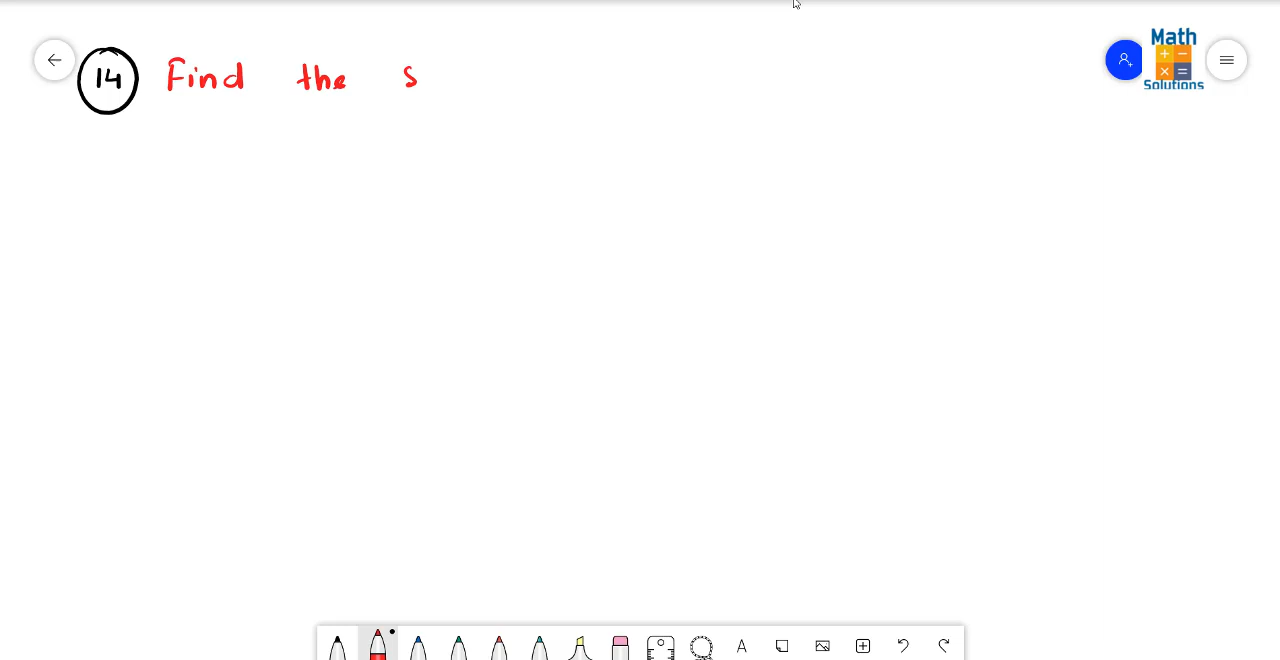 14 Find the s
Math
+ -
× =
Solutions
A